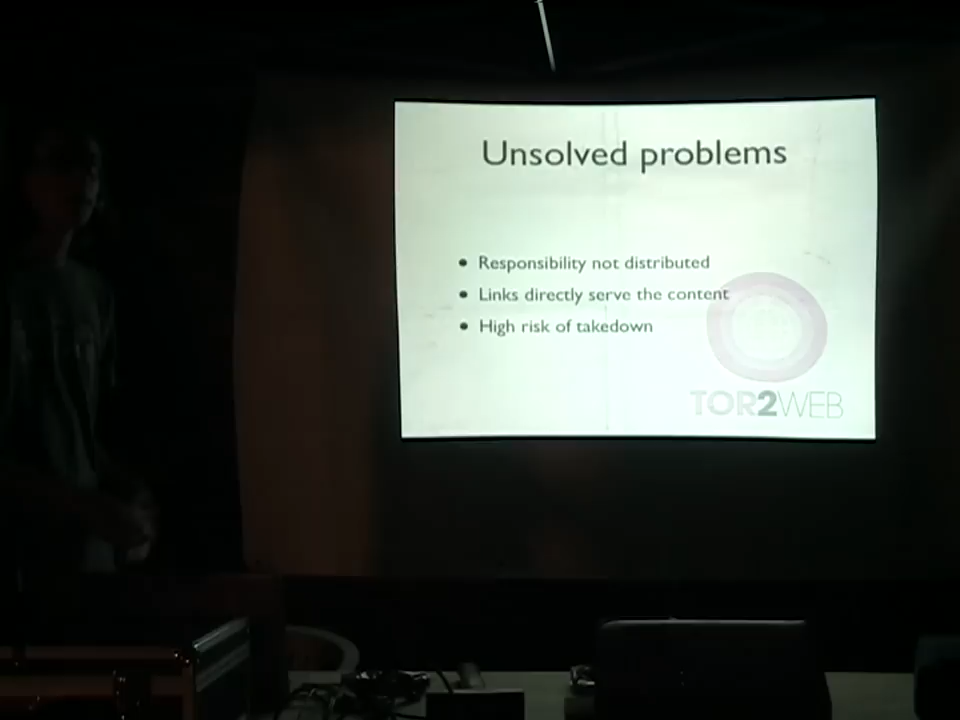 Unsolved problems
• Responsibility not distributed
• Links directly serve the content
• High risk of takedown
TOR2WEB